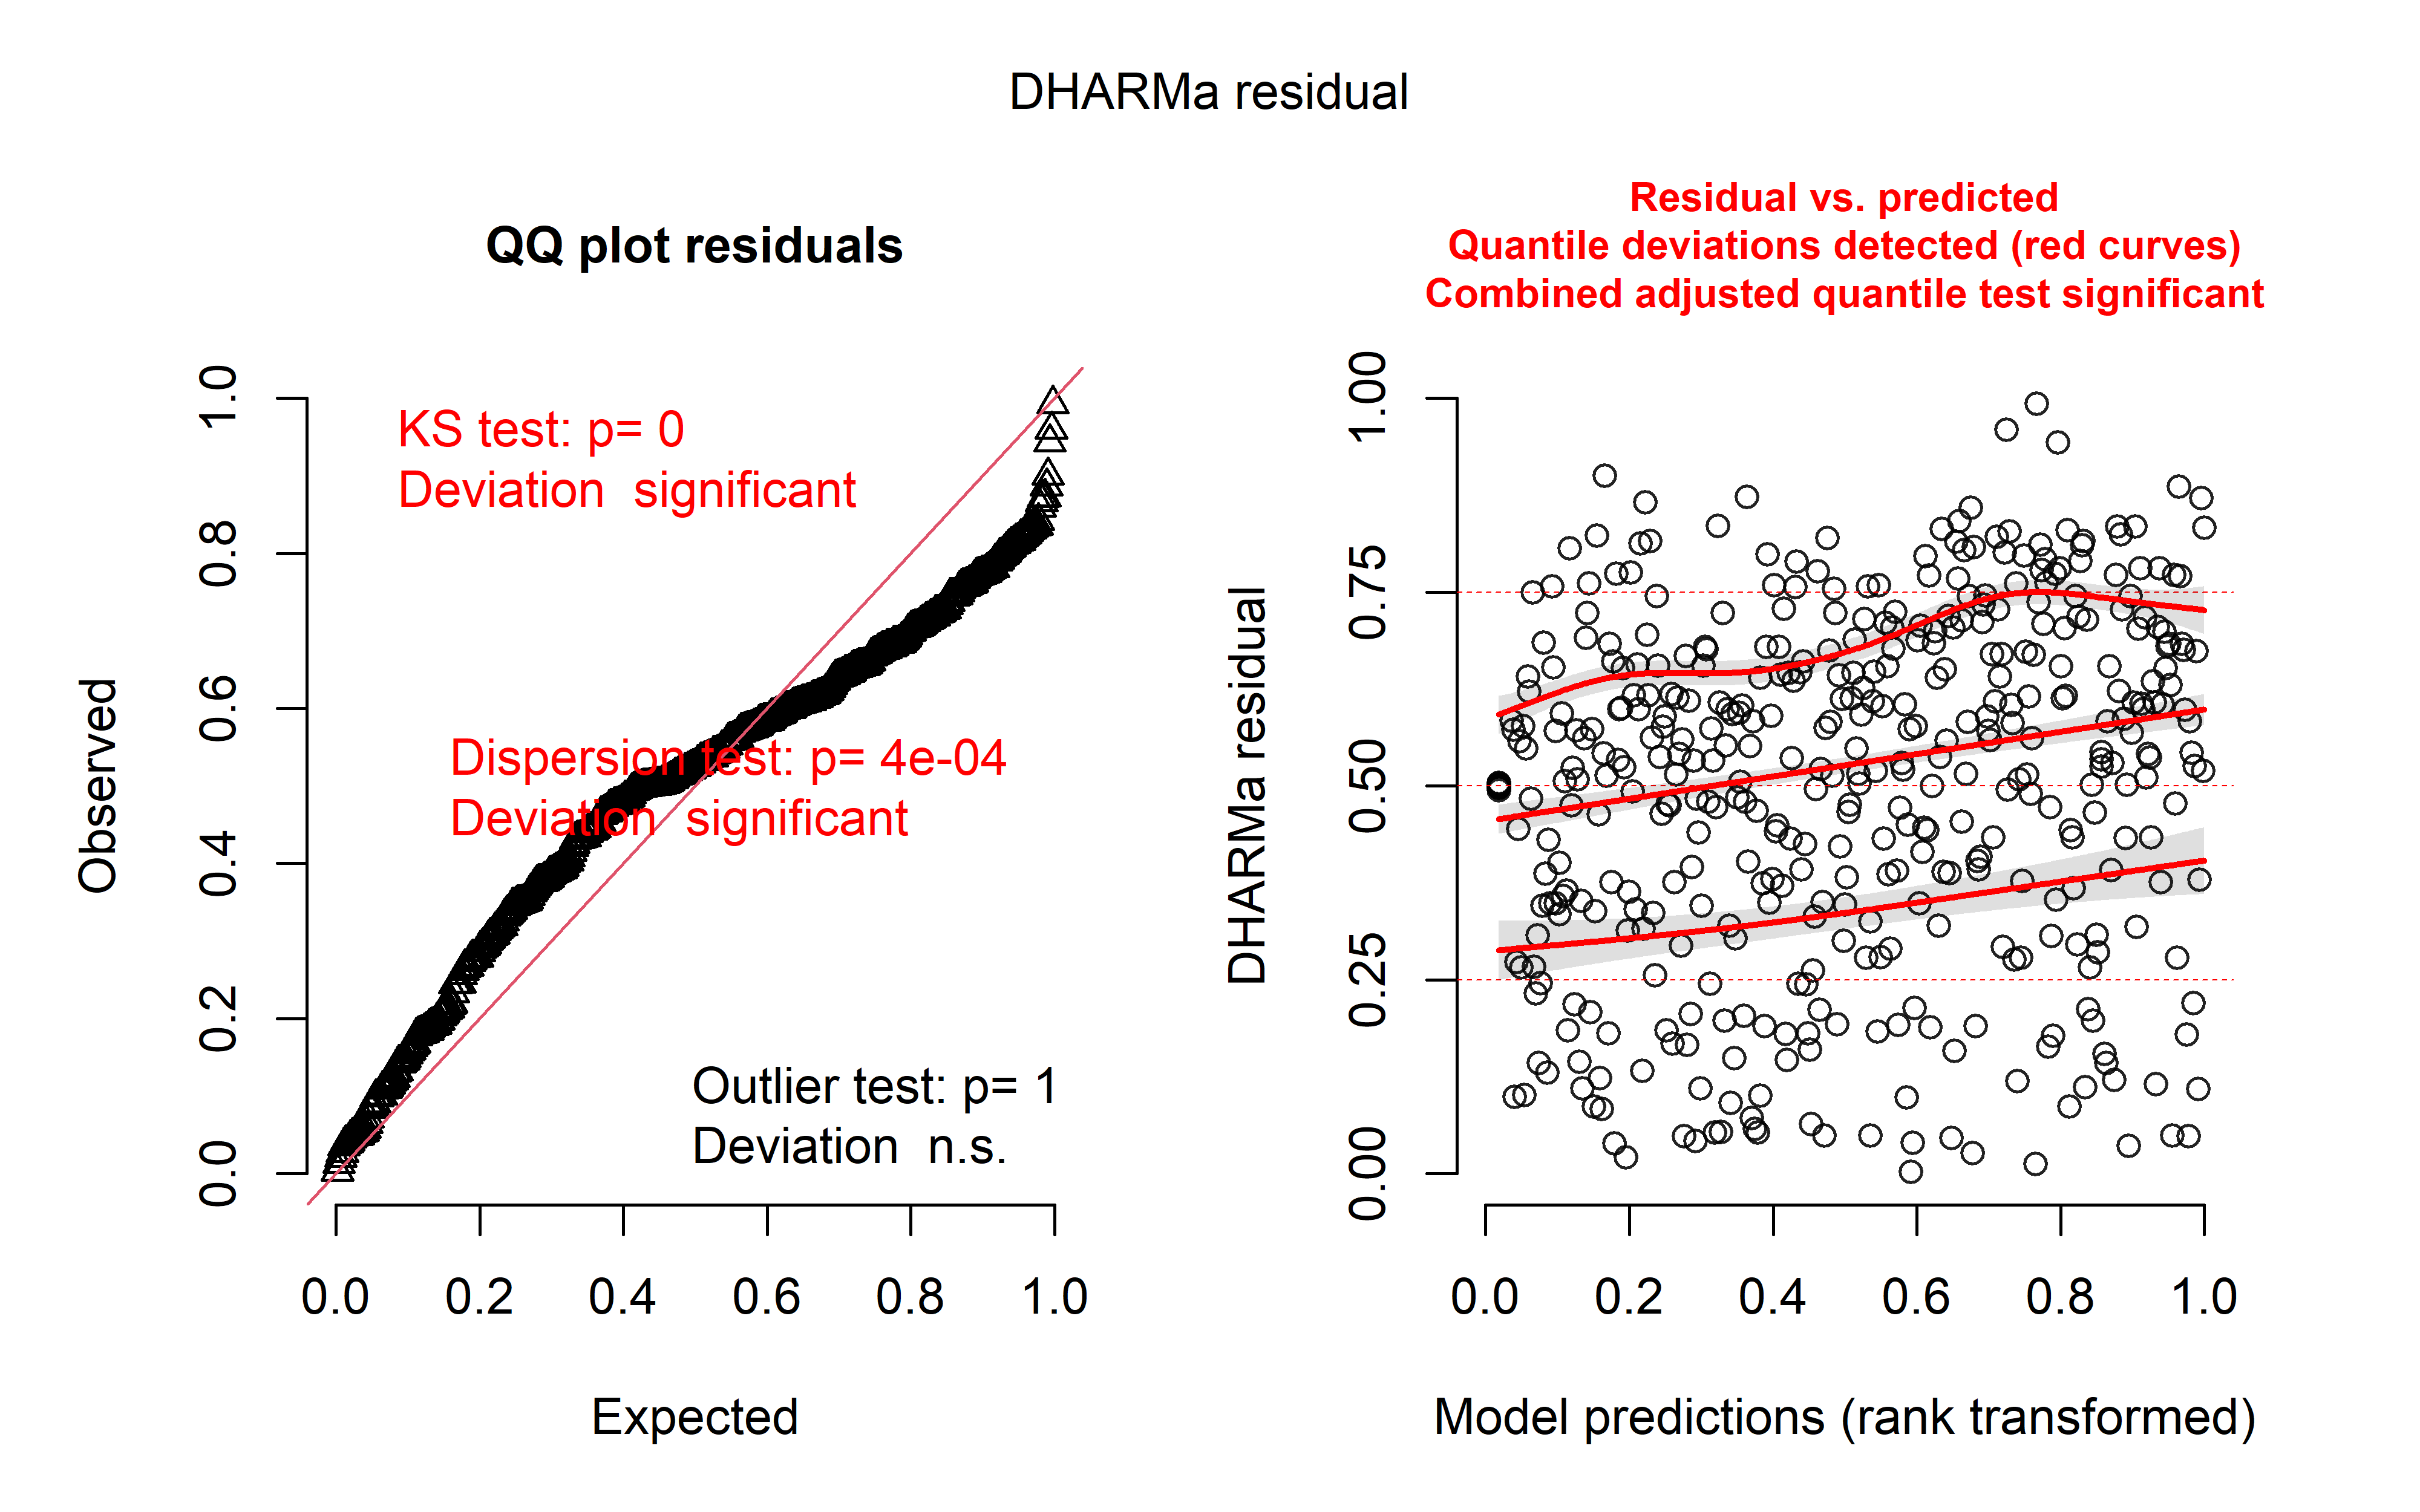 DHARMa residual
QQ plot residuals
KS test: p= 0
Deviation  significant
Dispersion test: p= 4e-04
Deviation  significant
Outlier test: p= 1
Deviation  n.s.
Observed
0.0 0.2 0.4 0.6 0.8 1.0
0.0 0.2 0.4 0.6 0.8 1.0
Expected
Residual vs. predicted
Quantile deviations detected (red curves)
Combined adjusted quantile test significant
DHARMa residual
0.00 0.25 0.50 0.75 1.00
0.0 0.2 0.4 0.6 0.8 1.0
Model predictions (rank transformed)